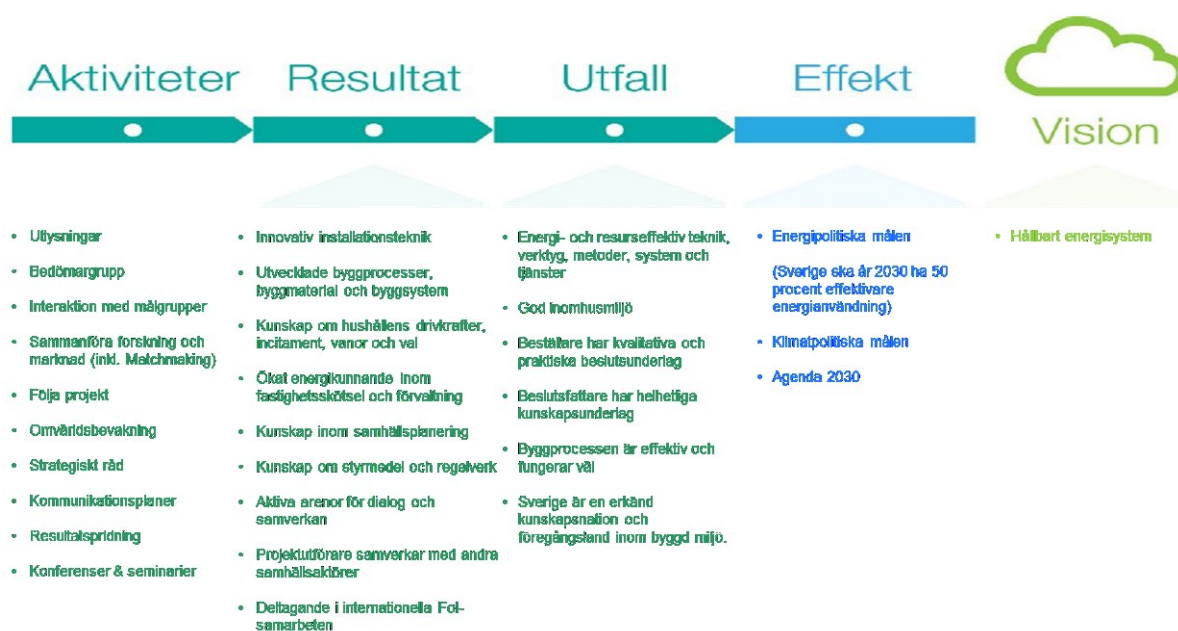 Aktiviteter
Resultat
Utfall
Effekt
Vision
• Utlysningar
• Bedömargrupp
• Interaktion med målgrupper
• Sammanföra forskning och
marknad (inkl. Matchmaking)
• Följa projekt
• Omvärldsbevakning
• Strategiskt råd
• Kommunikationsplaner
• Resultatspridning
• Konferenser & seminarier
• Innovativ installationsteknik
• Utvecklade byggprocesser,
byggmaterial och byggsystem
• Kunskap om hushållens drivkrafter,
incitament, vanor och val
• Ökat energikunnande inom
fastighetsskötsel och förvaltning
• Kunskap inom samhällsplanering
• Kunskap om styrmedel och regelverk
• Aktiva arenor för dialog och
samverkan
• Projektutförare samverkar med andra
samhällsaktörer
• Deltagande i internationella FoI-
samarbeten
• Energi- och resurseffektiv teknik,
verktyg, metoder, system och
tjänster
• God inomhusmiljö
• Beställare har kvalitativa och
praktiska beslutsunderlag
• Beslutsfattare har helhetliga
kunskapsunderlag
• Byggprocessen är effektiv och
fungerar väl
• Sverige är en erkänd
kunskapsnation och
föregångsland inom byggd miljö.
• Energipolitiska målen
(Sverige ska år 2030 ha 50
procent effektivare
energianvändning)
• Klimatpolitiska målen
• Agenda 2030
• Hållbart energisystem